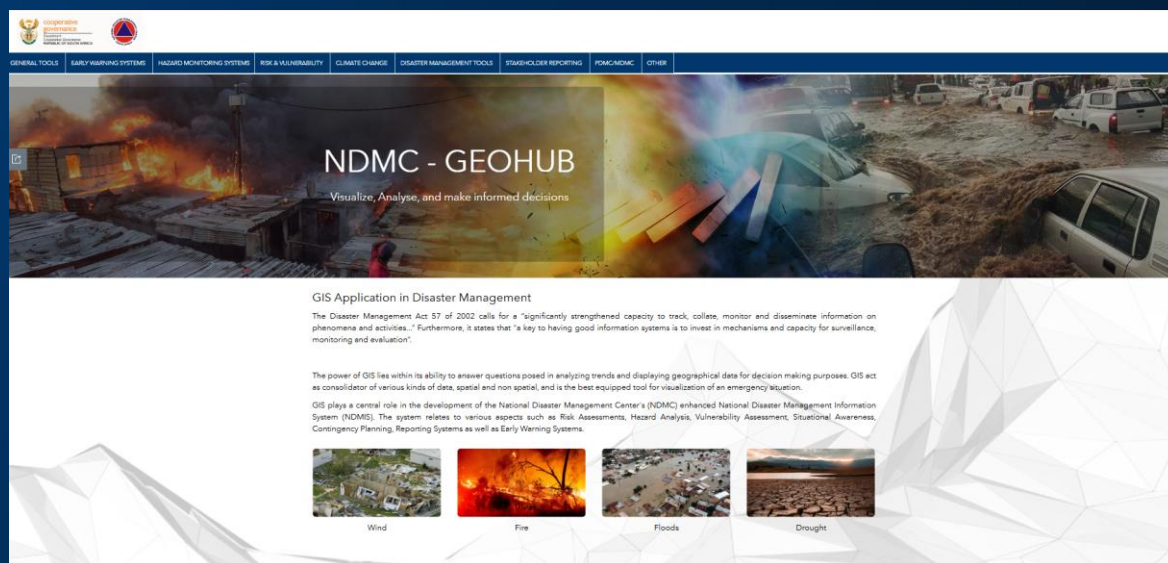 cooperative
governance
Department:
Cooperative Governance
REPUBLIC OF SOUTH AFRICA
GENERAL TOOLS EARLY WARNING SYSTEMS HAZARD MONITORING SYSTEMS RISK & VULNERABILITY CLIMATE CHANGE DISASTER MANAGEMENT TOOLS STAKEHOLDER REPORTING PDMC/MDMC OTHER
NDMC - GEOHUB
Visualize, Analyse, and make informed decisions
GIS Application in Disaster Management
The Disaster Management Act 57 of 2002 calls for a "significantly strengthened capacity to track, collate, monitor and disseminate information on
phenomena and activities..." Furthermore, it states that "a key to having good information systems is to invest in mechanisms and capacity for surveillance,
monitoring and evaluation".
The power of GIS lies within its ability to answer questions posed in analyzing trends and displaying geographical data for decision making purposes. GIS act
as consolidator of various kinds of data, spatial and non spatial, and is the best equipped tool for visualization of an emergency situation.
GIS plays a central role in the development of the National Disaster Management Center's (NDMC) enhanced National Disaster Management Information
System (NDMIS). The system relates to various aspects such as Risk Assessments, Hazard Analysis, Vulnerability Assessment, Situational Awareness,
Contingency Planning, Reporting Systems as well as Early Warning Systems.
Wind Fire Floods Drought